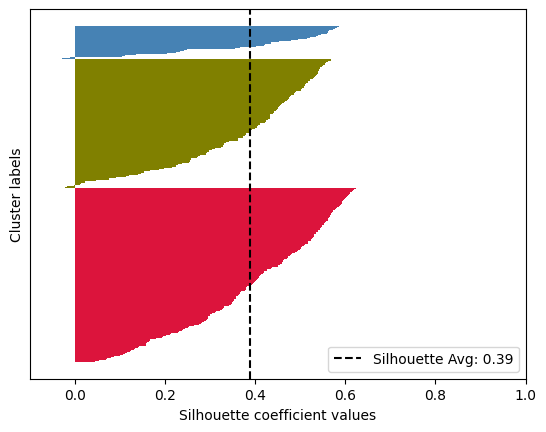 Cluster labels
Silhouette Avg: 0.39
0.0 0.2 0.4 0.6 0.8 1.0
Silhouette coefficient values